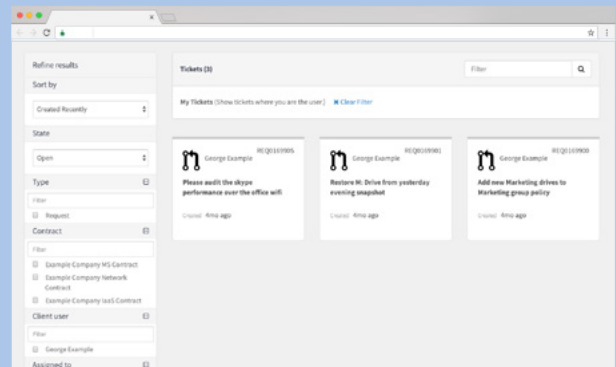 Refine results
Sort by
Created Recently
State
Open
Type
Filter
Request
Contract
Filter
Example Company MS Contract
Example Company Network
Contract
Example Company IaaS Contract
Client user
Filter
George Example
Assigned to
Tickets (3)
Filter
My Tickets (Show tickets where you are the user) ✖ Clear Filter
George Example
Please audit the skype
performance over the office wifi
Created 4mo ago
George Example
Restore M: Drive from yesterday
evening snapshot
Created 4mo ago
George Example
Add new Marketing drives to
Marketing group policy
Created 4mo ago